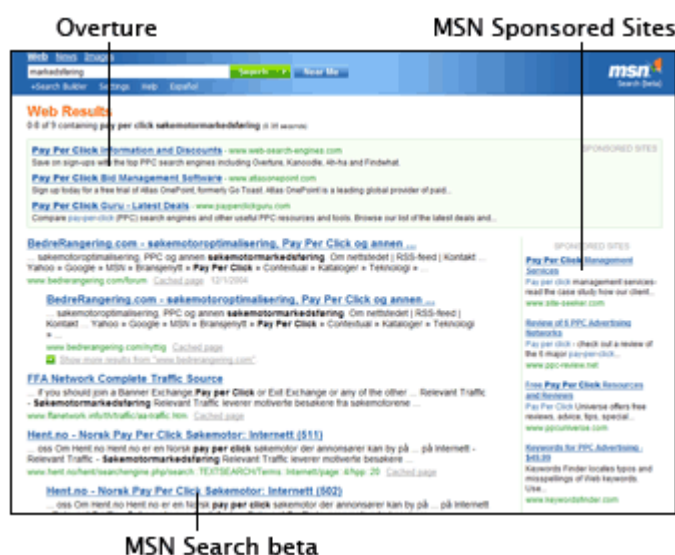 Overture
MSN Sponsored Sites
Web News Images
markedsføring
Search
Near Me
+Search Builder Settings Help Español
msn
Search (beta)
Web Results
0-8 of 9 containing pay per click søkemotormarkedsføring
SPONSORED SITES
Pay Per Click Information and Discounts - www.web-search-engines.com
Save on sign-ups with the top PPC search engines including Overture, Kanoodle, Ah-ha and Findwhat.
Pay Per Click Bid Management Software - www.atlasonepoint.com
Sign up today for a free trial of Atlas OnePoint, formerly Go Toast. Atlas OnePoint is a leading global provider of paid...
Pay Per Click Guru - Latest Deals - www.payperclickguru.com
Compare pay-per-click (PPC) search engines and other useful PPC resources and tools. Browse our list of the latest deals and...
BedreRangering.com - søkemotoroptimalisering, Pay Per Click og annen ...
... søkemotoroptimalisering, PPC og annen søkemotormarkedsføring. Om nettstedet | RSS-feed | Kontakt ...
Yahoo » Google » MSN » Bransjenytt » Pay Per Click » Contextual » Kataloger » Teknologi » ...
www.bedrerangering.com/forum Cached page 12/1/2004
BedreRangering.com - søkemotoroptimalisering, Pay Per Click og annen ...
... søkemotoroptimalisering, PPC og annen søkemotormarkedsføring. Om nettstedet | RSS-feed |
Kontakt ... Yahoo » Google » MSN » Bransjenytt » Pay Per Click » Contextual » Kataloger » Teknologi
» ...
www.bedrerangering.com/nyttig Cached page
Show more results from "www.bedrerangering.com"
FFA Network Complete Traffic Source
... if you should join a Banner Exchange.Pay per Click or Exit Exchange or any of the other ... Relevant Traffic
- Søkemotormarkedsføring Relevant Traffic leverer motiverte besøkere fra søkemotorene ...
Cached page
Hent.no - Norsk Pay Per Click Søkemotor: Internett (511)
... oss Om Hent.no Hent.no er en Norsk pay per click søkemotor der annonsører kan by på ... på internett -
Relevant Traffic - Søkemotormarkedsføring Relevant Traffic leverer motiverte besøkere ...
Cached page
Hent.no - Norsk Pay Per Click Søkemotor: Internett (502)
... oss Om Hent.no Hent.no er en Norsk pay per click søkemotor der annonsører kan by på ... på internett
SPONSORED SITES
Pay Per Click Management
Services
Pay per click management services-
read the case study how our client...
www.site-seeker.com
Review of 6 PPC Advertising
Networks
Pay per click - check out a review of
the 6 major pay-per-click...
www.ppc-review.net
Free Pay Per Click Resources
and Reviews
Pay Per Click Universe offers free
reviews, advice, tips, special...
www.ppcuniverse.com
Keywords for PPC Advertising -
$49.99
Keywords Finder locates typos and
misspellings of Web keywords.
Use...
www.keywordsfinder.com
MSN Search beta